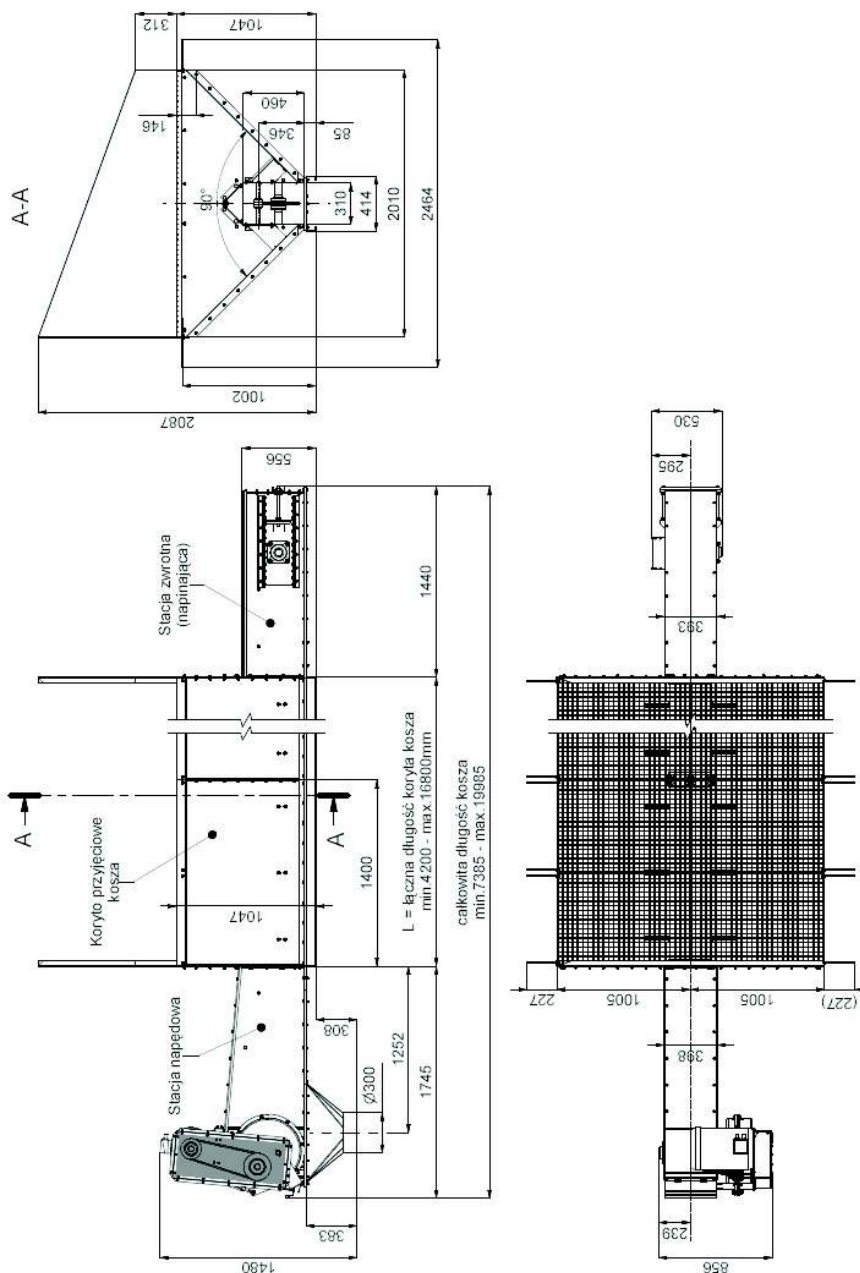 A-A
312
1047
146
460
346
85
90°
310
414
2010
2464
1002
2087
556
Stacja zwrotna
(napinająca)
1440
A
A
Koryto przyjęciowe
kosza
1047
1400
L = łączna długość koryta kosza
min.4200 - max.16800mm
całkowita długość kosza
min.7385 - max.19985
Stacja napędowa
308
1252
Ø300
1745
383
1480
530
295
393
227
1005
1005
(227)
398
239
856